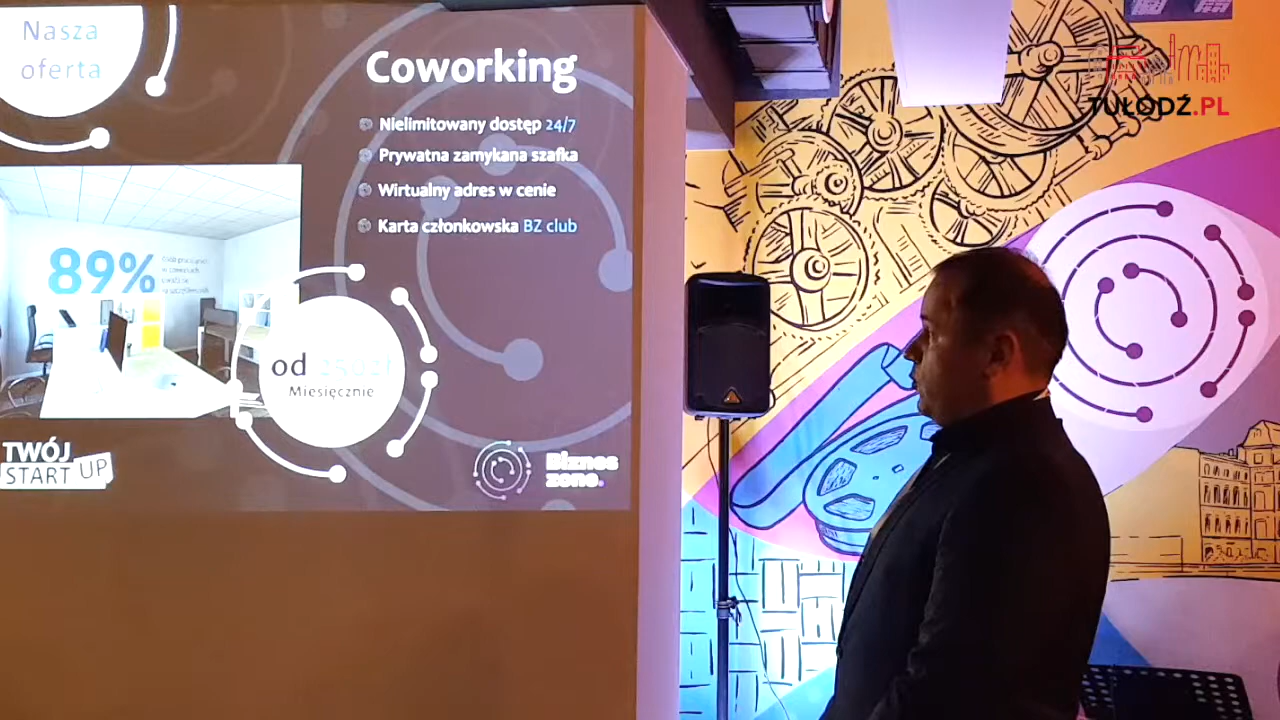 Nasza
oferta
Coworking
Nielimitowany dostęp 24/7
Prywatna zamykana szafka
Wirtualny adres w cenie
Karta członkowska BZ club
89%
od 250zł
Miesięcznie
TWÓJ
START UP
Biznes
zone.
TUŁODŹ.PL